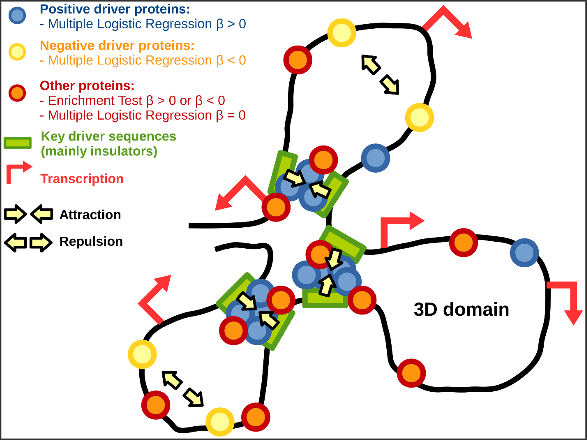 Positive driver proteins:
- Multiple Logistic Regression β > 0
Negative driver proteins:
- Multiple Logistic Regression β < 0
Other proteins:
- Enrichment Test β > 0 or β < 0
- Multiple Logistic Regression β = 0
Key driver sequences
(mainly insulators)
Transcription
Attraction
Repulsion
3D domain